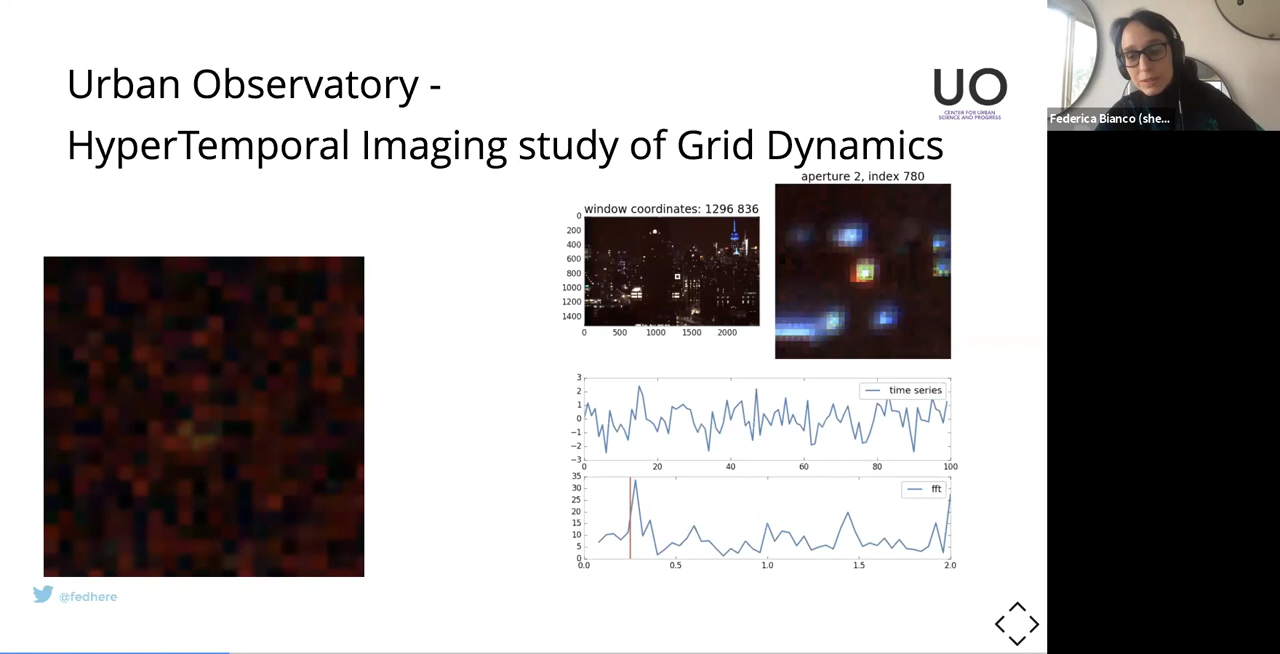 Urban Observatory -
HyperTemporal Imaging study of Grid Dynamics
UO
CENTER FOR URBAN
SCIENCE AND PROGRESS
Federica Bianco (she...
window coordinates: 1296 836
0
200
400
600
800
1000
1200
1400
0 500 1000 1500 2000
aperture 2, index 780
3
2
1
0
−1
−2
−3
time series
0 20 40 60 80 100
35
30
25
20
15
10
5
0
fft
0.0 0.5 1.0 1.5 2.0
@fedhere